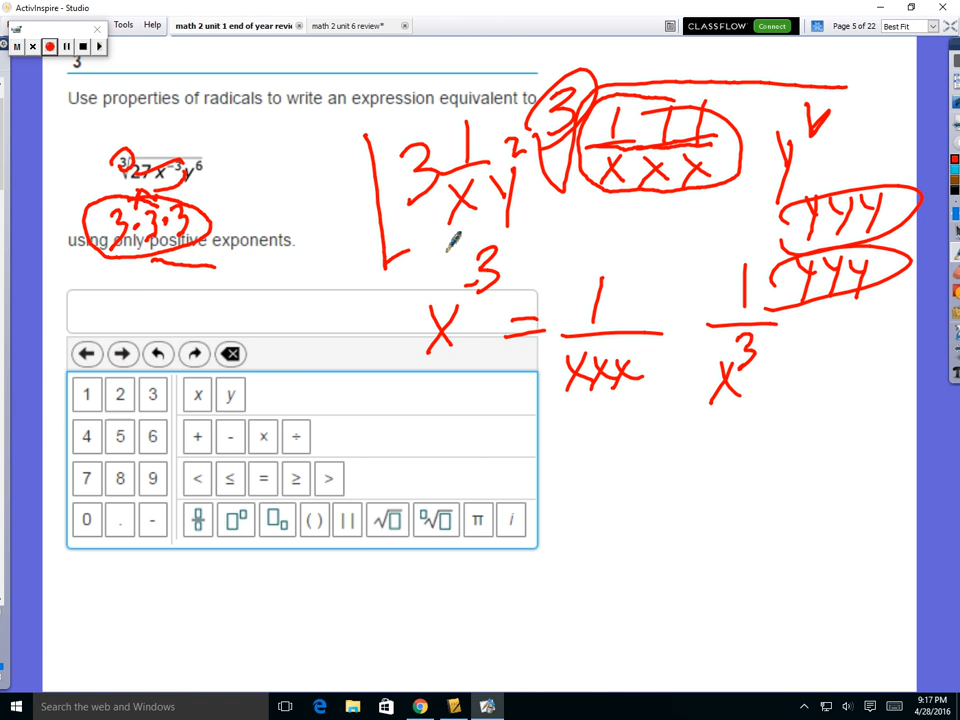 ActivInspire - Studio
Tools Help math 2 unit 1 end of year revi math 2 unit 6 review* CLASSFLOW Connect Page 5 of 22 Best Fit
M
3
Use properties of radicals to write an expression equivalent to
∛27x⁻³y⁶
3·3·3
using only positive exponents.
3 1/x y² 3√ 1/x 1/x 1/x
y
yyy
yyy
x⁻³ = 1/xxx 1/x³
1 2 3 x y
4 5 6 + - x ÷
7 8 9 < ≤ = ≥ >
0 . - ( ) | | √ π i
Search the web and Windows
9:17 PM
4/28/2016